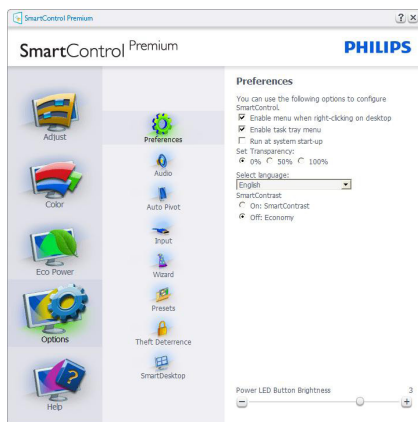 SmartControl Premium
SmartControl Premium
PHILIPS
Adjust
Color
Eco Power
Options
Help
Preferences
Audio
Auto Pivot
Input
Wizard
Presets
Theft Deterrence
SmartDesktop
Preferences
You can use the following options to configure
SmartControl.
Enable menu when right-clicking on desktop
Enable task tray menu
Run at system start-up
Set Transparency:
0% 50% 100%
Select language:
English
SmartContrast
On: SmartContrast
Off: Economy
Power LED Button Brightness 3